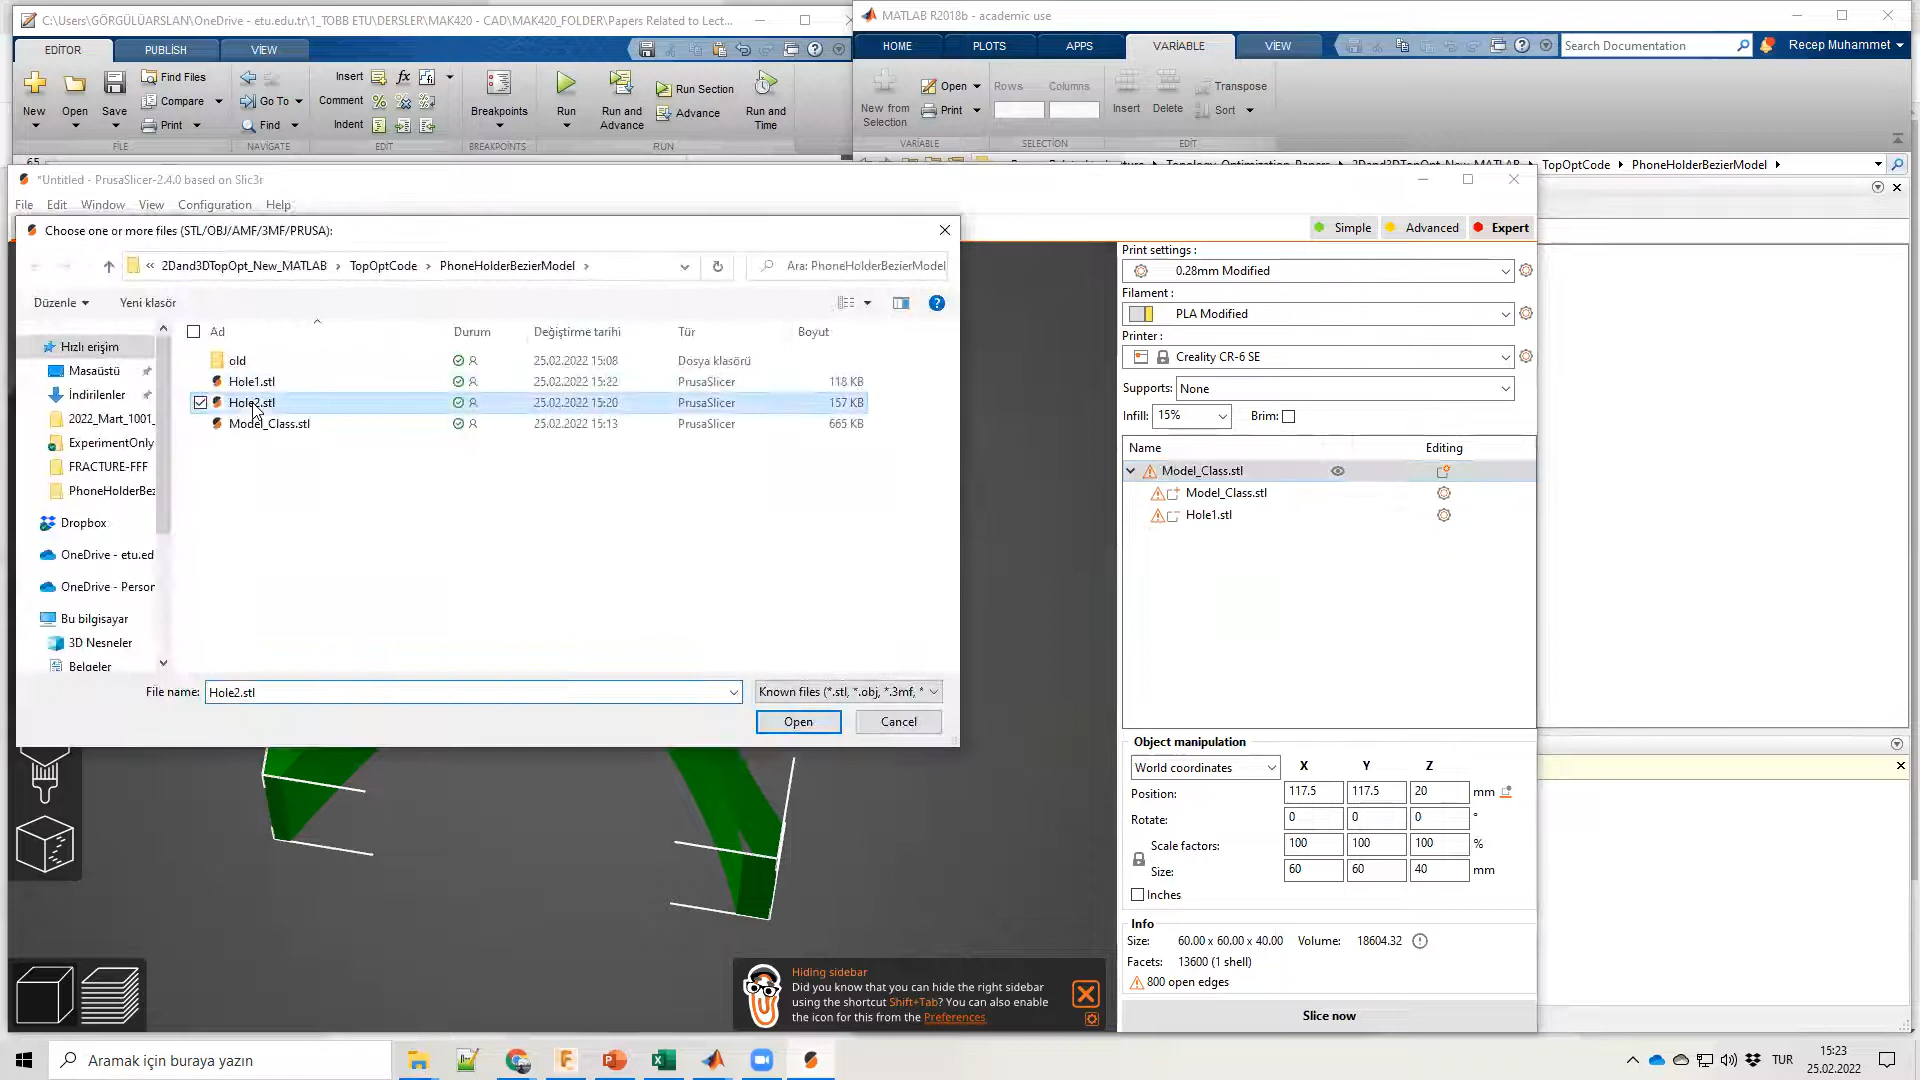 C:\Users\GÖRGÜLÜARSLAN\OneDrive - etu.edu.tr\1_TOBB ETU\DERSLER\MAK420 - CAD\MAK420_FOLDER\Papers Related to Lect...
EDITOR
PUBLISH
VIEW
New
Open
Save
Find Files
Compare
Print
Go To
Find
Insert
Comment
Indent
Breakpoints
Run
Run and Advance
Run Section
Advance
Run and Time
FILE
NAVIGATE
EDIT
BREAKPOINTS
RUN
65
MATLAB R2018b - academic use
HOME
PLOTS
APPS
VARIABLE
VIEW
Search Documentation
Recep Muhammet
New from Selection
Open
Print
Rows
Columns
Insert
Delete
Transpose
Sort
VARIABLE
SELECTION
EDIT
TopOptCode
PhoneHolderBezierModel
*Untitled - PrusaSlicer-2.4.0 based on Slic3r
File Edit Window View Configuration Help
Choose one or more files (STL/OBJ/AMF/3MF/PRUSA):
« 2Dand3DTopOpt_New_MATLAB › TopOptCode › PhoneHolderBezierModel ›
Ara: PhoneHolderBezierModel
Düzenle
Yeni klasör
Ad Durum Değiştirme tarihi Tür Boyut
old 25.02.2022 15:08 Dosya klasörü
Hole1.stl 25.02.2022 15:22 PrusaSlicer 118 KB
Hole2.stl 25.02.2022 15:20 PrusaSlicer 157 KB
Model_Class.stl 25.02.2022 15:13 PrusaSlicer 665 KB
Hızlı erişim
Masaüstü
İndirilenler
2022_Mart_1001_
ExperimentOnly
FRACTURE-FFF
PhoneHolderBez
Dropbox
OneDrive - etu.ed
OneDrive - Person
Bu bilgisayar
3D Nesneler
Belgeler
File name: Hole2.stl
Known files (*.stl, *.obj, *.3mf, *
Open
Cancel
Simple
Advanced
Expert
Print settings :
0.28mm Modified
Filament :
PLA Modified
Printer :
Creality CR-6 SE
Supports: None
Infill: 15% Brim:
Name Editing
Model_Class.stl
Model_Class.stl
Hole1.stl
Object manipulation
World coordinates X Y Z
Position: 117.5 117.5 20 mm
Rotate: 0 0 0 °
Scale factors: 100 100 100 %
Size: 60 60 40 mm
Inches
Info
Size: 60.00 x 60.00 x 40.00 Volume: 18604.32
Facets: 13600 (1 shell)
800 open edges
Slice now
Hiding sidebar
Did you know that you can hide the right sidebar
using the shortcut Shift+Tab? You can also enable
the icon for this from the Preferences
Aramak için buraya yazın
TUR
15:23
25.02.2022